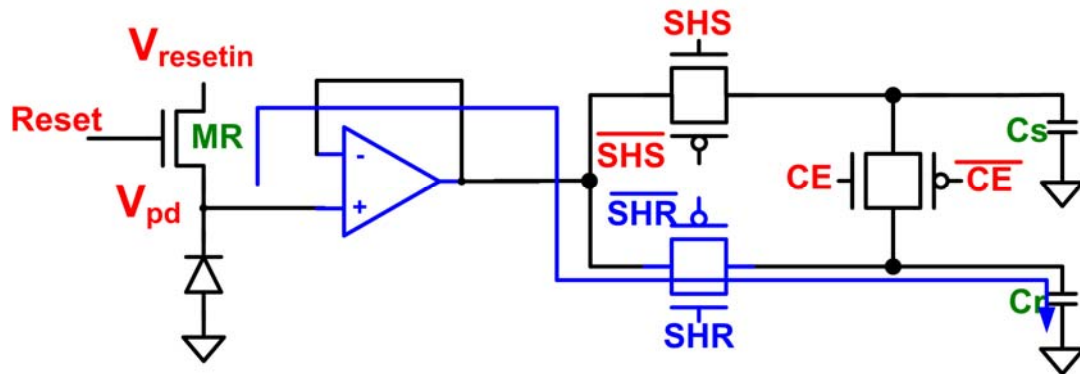 SHS
V_resetin
Reset
MR
SHS
-
Cs
CE
CE
V_pd
+
SHR
SHR
Cr